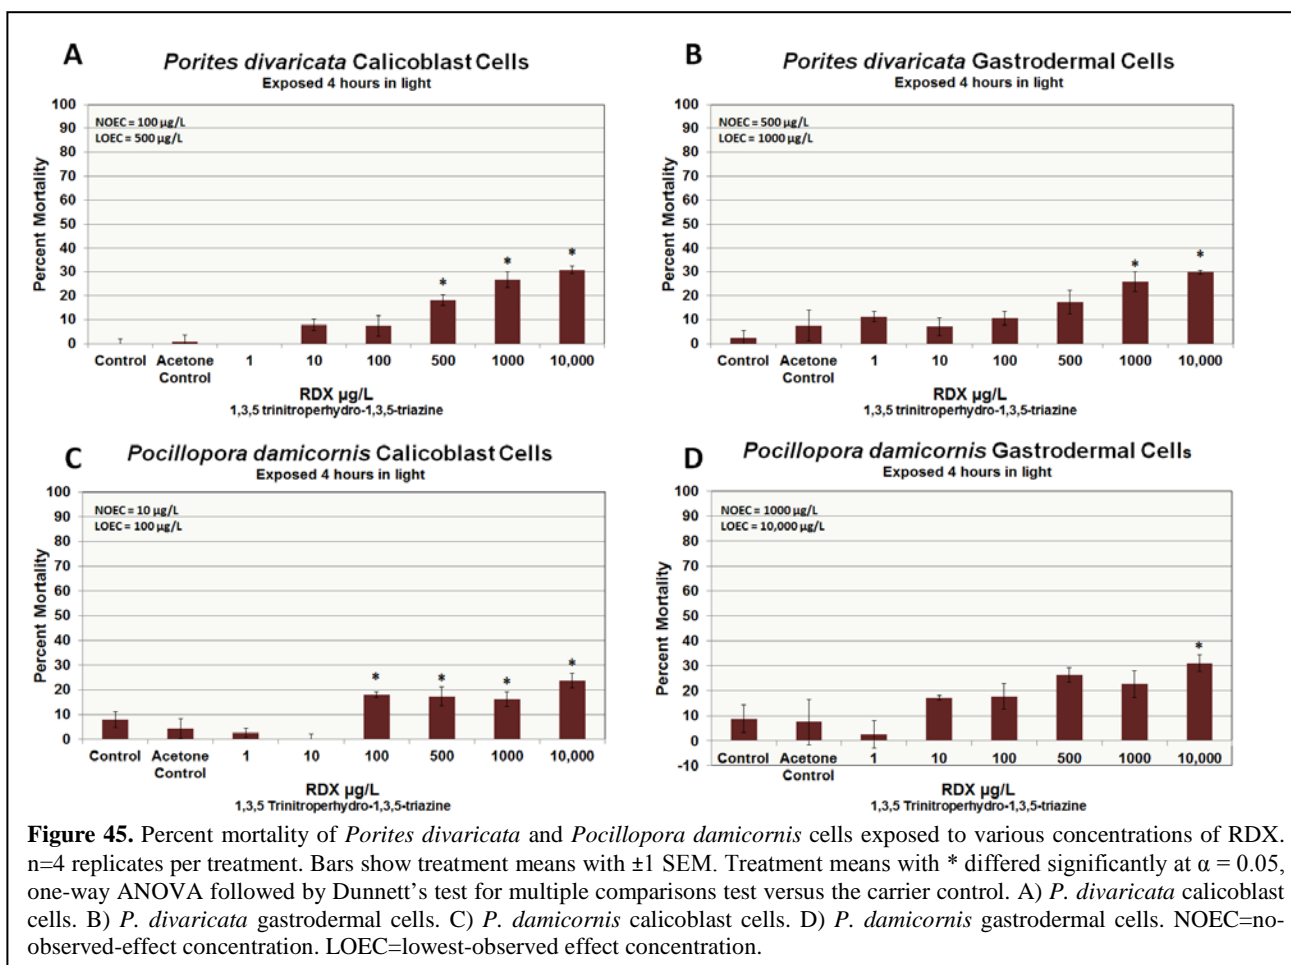 A
Porites divaricata Calicoblast Cells
Exposed 4 hours in light
100
90
80
70
60
50
40
30
20
10
0
Percent Mortality
NOEC = 100 µg/L
LOEC = 500 µg/L
* * *
Control Acetone Control 1 10 100 500 1000 10,000
RDX µg/L
1,3,5 trinitroperhydro-1,3,5-triazine
B
Porites divaricata Gastrodermal Cells
Exposed 4 hours in light
100
90
80
70
60
50
40
30
20
10
0
Percent Mortality
NOEC = 500 µg/L
LOEC = 1000 µg/L
* *
Control Acetone Control 1 10 100 500 1000 10,000
RDX µg/L
1,3,5 trinitroperhydro-1,3,5-triazine
C
Pocillopora damicornis Calicoblast Cells
Exposed 4 hours in light
100
90
80
70
60
50
40
30
20
10
0
Percent Mortality
NOEC = 10 µg/L
LOEC = 100 µg/L
* * * *
Control Acetone Control 1 10 100 500 1000 10,000
RDX µg/L
1,3,5 Trinitroperhydro-1,3,5-triazine
D
Pocillopora damicornis Gastrodermal Cells
Exposed 4 hours in light
100
90
80
70
60
50
40
30
20
10
0
-10
Percent Mortality
NOEC = 1000 µg/L
LOEC = 10,000 µg/L
*
Control Acetone Control 1 10 100 500 1000 10,000
RDX µg/L
1,3,5 Trinitroperhydro-1,3,5-triazine
Figure 45. Percent mortality of Porites divaricata and Pocillopora damicornis cells exposed to various concentrations of RDX.
n=4 replicates per treatment. Bars show treatment means with ±1 SEM. Treatment means with * differed significantly at α = 0.05,
one-way ANOVA followed by Dunnett's test for multiple comparisons test versus the carrier control. A) P. divaricata calicoblast
cells. B) P. divaricata gastrodermal cells. C) P. damicornis calicoblast cells. D) P. damicornis gastrodermal cells. NOEC=no-
observed-effect concentration. LOEC=lowest-observed effect concentration.